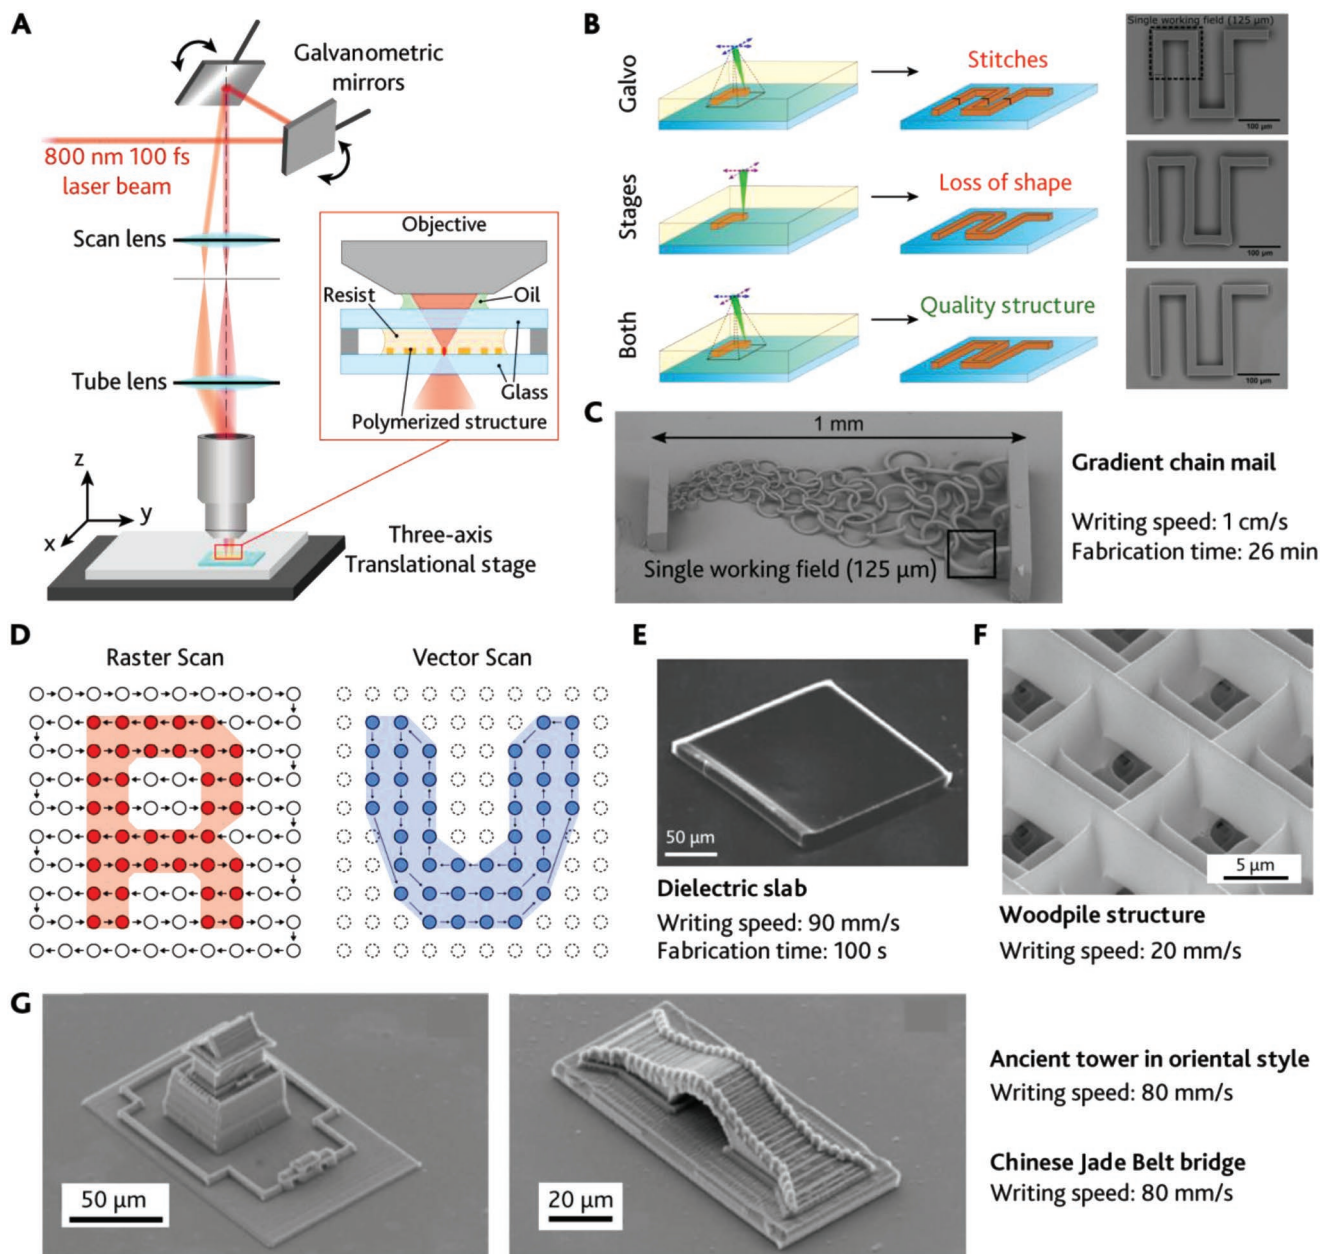 A
Galvanometric
mirrors
800 nm 100 fs
laser beam
Scan lens
Tube lens
Objective
Resist
Oil
Glass
Polymerized structure
z
y
x
Three-axis
Translational stage
B
Galvo
Stitches
Single working field (125 μm)
100 μm
Stages
Loss of shape
100 μm
Both
Quality structure
100 μm
C
1 mm
Single working field (125 μm)
Gradient chain mail
Writing speed: 1 cm/s
Fabrication time: 26 min
D
Raster Scan
Vector Scan
E
50 μm
Dielectric slab
Writing speed: 90 mm/s
Fabrication time: 100 s
F
5 μm
Woodpile structure
Writing speed: 20 mm/s
G
50 μm
20 μm
Ancient tower in oriental style
Writing speed: 80 mm/s
Chinese Jade Belt bridge
Writing speed: 80 mm/s